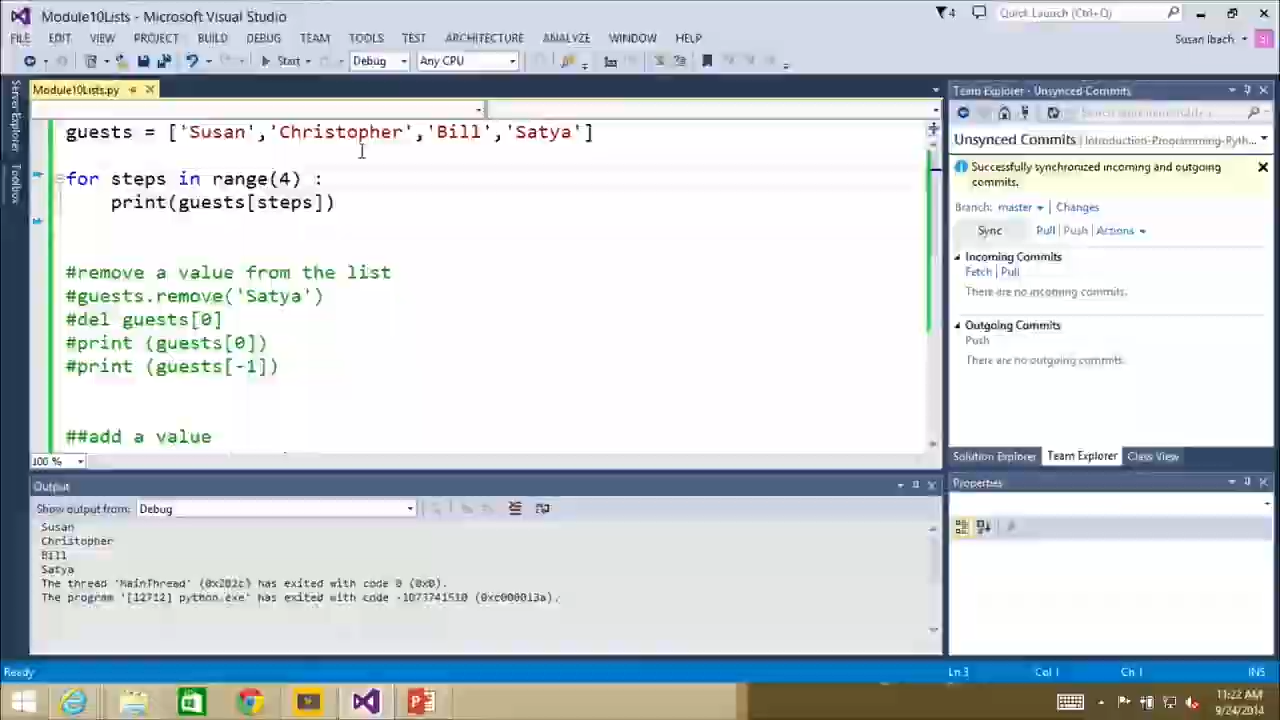 Module10Lists - Microsoft Visual Studio
4
Quick Launch (Ctrl+Q)
FILE EDIT VIEW PROJECT BUILD DEBUG TEAM TOOLS TEST ARCHITECTURE ANALYZE WINDOW HELP
Susan Ibach
Start Debug Any CPU
Server Explorer
Toolbox
Module10Lists.py
guests = ['Susan','Christopher','Bill','Satya']
for steps in range(4) :
print(guests[steps])
#remove a value from the list
#guests.remove('Satya')
#del guests[0]
#print (guests[0])
#print (guests[-1])
##add a value
100 %
Team Explorer - Unsynced Commits
Unsynced Commits | Introduction-Programming-Pyth...
Successfully synchronized incoming and outgoing
commits.
Branch: master | Changes
Sync Pull | Push | Actions
Incoming Commits
Fetch | Pull
There are no incoming commits.
Outgoing Commits
Push
There are no outgoing commits.
Solution Explorer Team Explorer Class View
Properties
Output
Show output from: Debug
Susan
Christopher
Bill
Satya
The thread 'MainThread' (0x202c) has exited with code 0 (0x0).
The program '[12712] python.exe' has exited with code -1073741510 (0xc000013a).
Ready
Ln 3 Col 1 Ch 1 INS
11:22 AM
9/24/2014